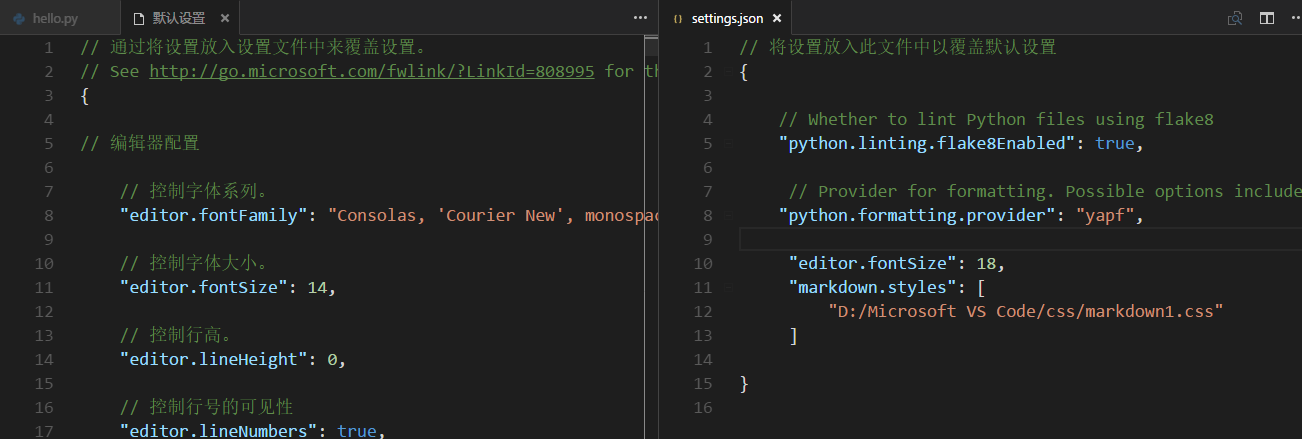 hello.py
默认设置
1 // 通过将设置放入设置文件中来覆盖设置。
2 // See http://go.microsoft.com/fwlink/?LinkId=808995 for th
3 {
4
5 // 编辑器配置
6
7 // 控制字体系列。
8 "editor.fontFamily": "Consolas, 'Courier New', monospac
9
10 // 控制字体大小。
11 "editor.fontSize": 14,
12
13 // 控制行高。
14 "editor.lineHeight": 0,
15
16 // 控制行号的可见性
17 "editor.lineNumbers": true,
{} settings.json
1 // 将设置放入此文件中以覆盖默认设置
2 {
3
4 // Whether to lint Python files using flake8
5 "python.linting.flake8Enabled": true,
6
7 // Provider for formatting. Possible options include
8 "python.formatting.provider": "yapf",
9
10 "editor.fontSize": 18,
11 "markdown.styles": [
12 "D:/Microsoft VS Code/css/markdown1.css"
13 ]
14
15 }
16